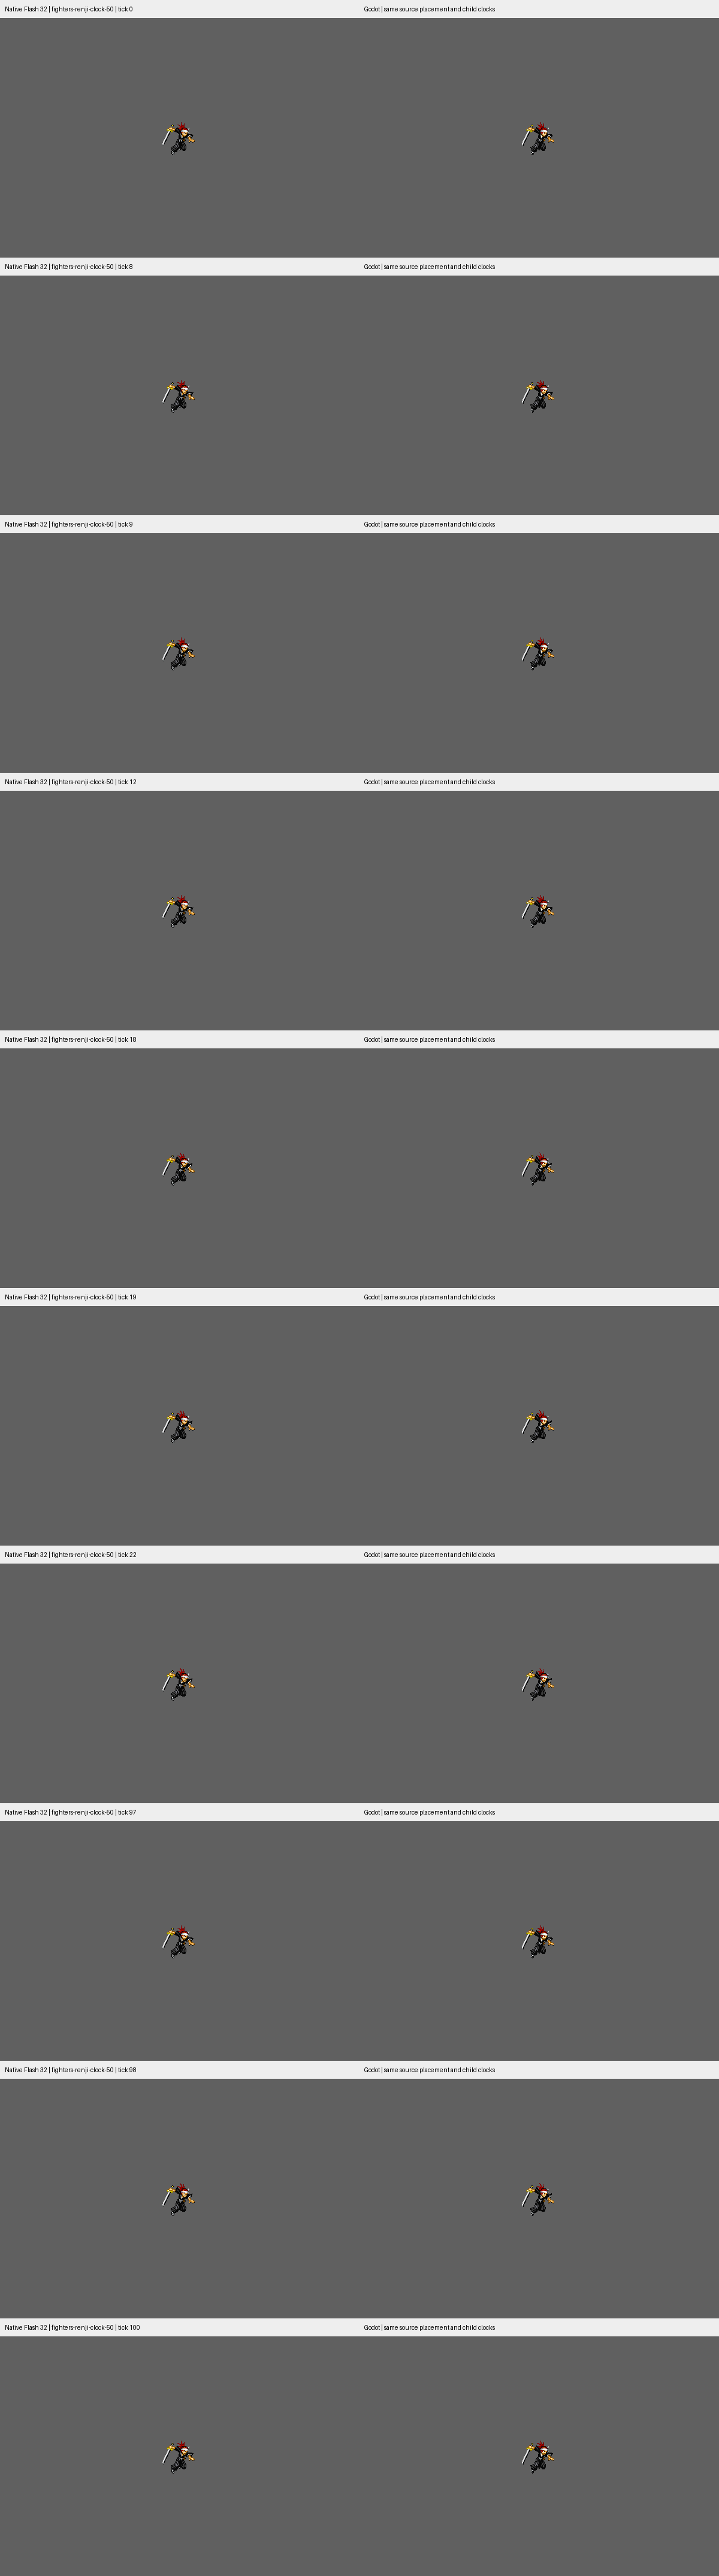 Native Flash 32 | fighters-renji-clock-50 | tick 0
Godot | same source placement and child clocks
Native Flash 32 | fighters-renji-clock-50 | tick 8
Godot | same source placement and child clocks
Native Flash 32 | fighters-renji-clock-50 | tick 9
Godot | same source placement and child clocks
Native Flash 32 | fighters-renji-clock-50 | tick 12
Godot | same source placement and child clocks
Native Flash 32 | fighters-renji-clock-50 | tick 18
Godot | same source placement and child clocks
Native Flash 32 | fighters-renji-clock-50 | tick 19
Godot | same source placement and child clocks
Native Flash 32 | fighters-renji-clock-50 | tick 22
Godot | same source placement and child clocks
Native Flash 32 | fighters-renji-clock-50 | tick 97
Godot | same source placement and child clocks
Native Flash 32 | fighters-renji-clock-50 | tick 98
Godot | same source placement and child clocks
Native Flash 32 | fighters-renji-clock-50 | tick 100
Godot | same source placement and child clocks